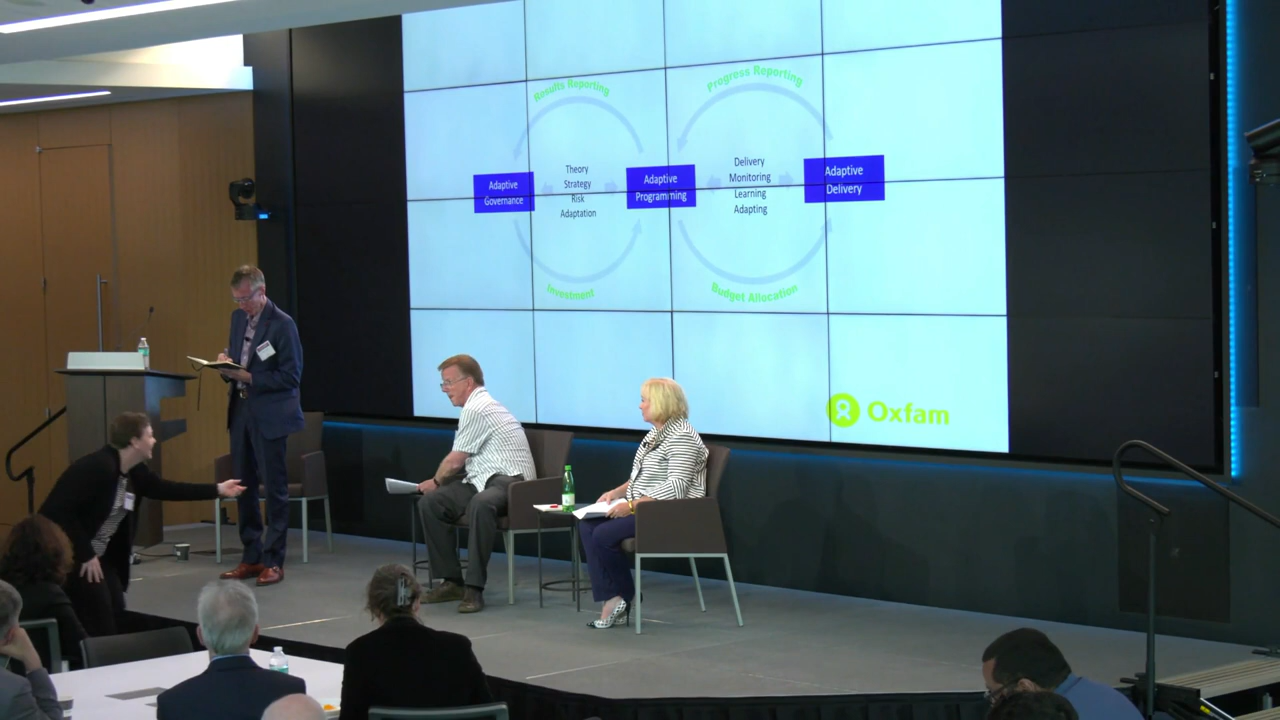 Results Reporting
Progress Reporting
Adaptive
Governance
Theory
Strategy
Risk
Adaptation
Adaptive
Programming
Delivery
Monitoring
Learning
Adapting
Adaptive
Delivery
Investment
Budget Allocation
Oxfam